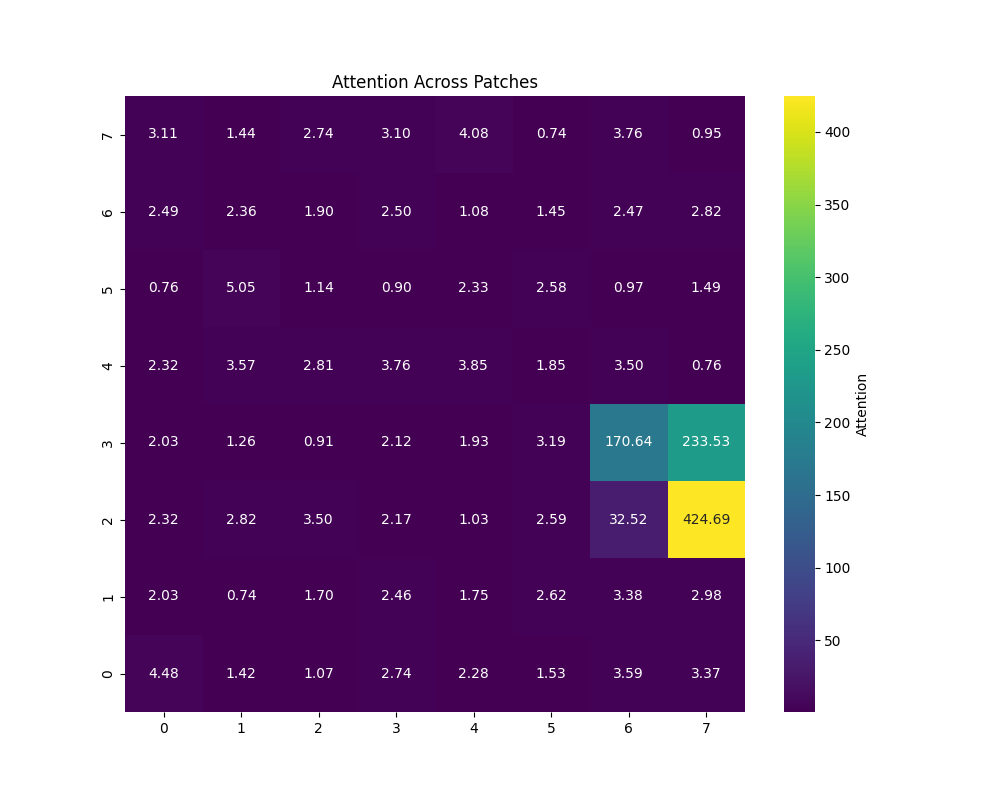 Attention Across Patches
7 3.11 1.44 2.74 3.10 4.08 0.74 3.76 0.95
6 2.49 2.36 1.90 2.50 1.08 1.45 2.47 2.82
5 0.76 5.05 1.14 0.90 2.33 2.58 0.97 1.49
4 2.32 3.57 2.81 3.76 3.85 1.85 3.50 0.76
3 2.03 1.26 0.91 2.12 1.93 3.19 170.64 233.53
2 2.32 2.82 3.50 2.17 1.03 2.59 32.52 424.69
1 2.03 0.74 1.70 2.46 1.75 2.62 3.38 2.98
0 4.48 1.42 1.07 2.74 2.28 1.53 3.59 3.37
0 1 2 3 4 5 6 7
400
350
300
250
200
150
100
50
Attention